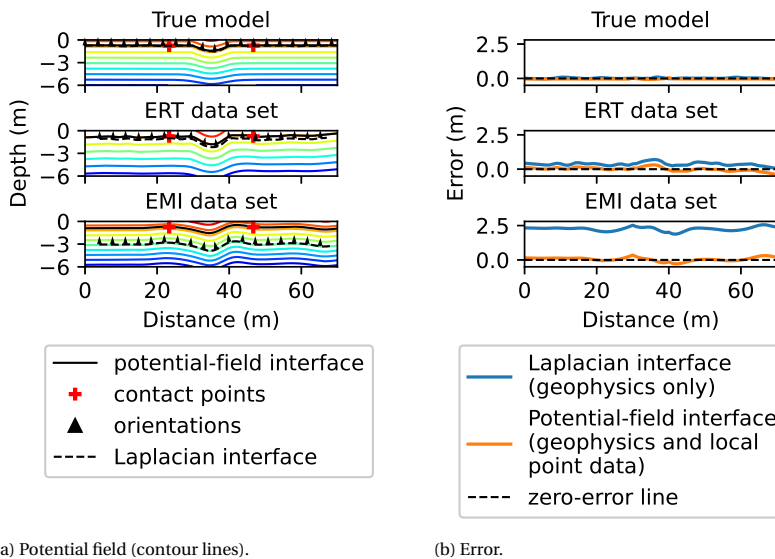 True model
0
−3
−6
ERT data set
0
−3
−6
EMI data set
0
−3
−6
0 20 40 60
Distance (m)
Depth (m)
potential-field interface
contact points
orientations
Laplacian interface
a) Potential field (contour lines).
True model
2.5
0.0
ERT data set
2.5
0.0
EMI data set
2.5
0.0
0 20 40 60
Distance (m)
Error (m)
Laplacian interface
(geophysics only)
Potential-field interface
(geophysics and local
point data)
zero-error line
(b) Error.